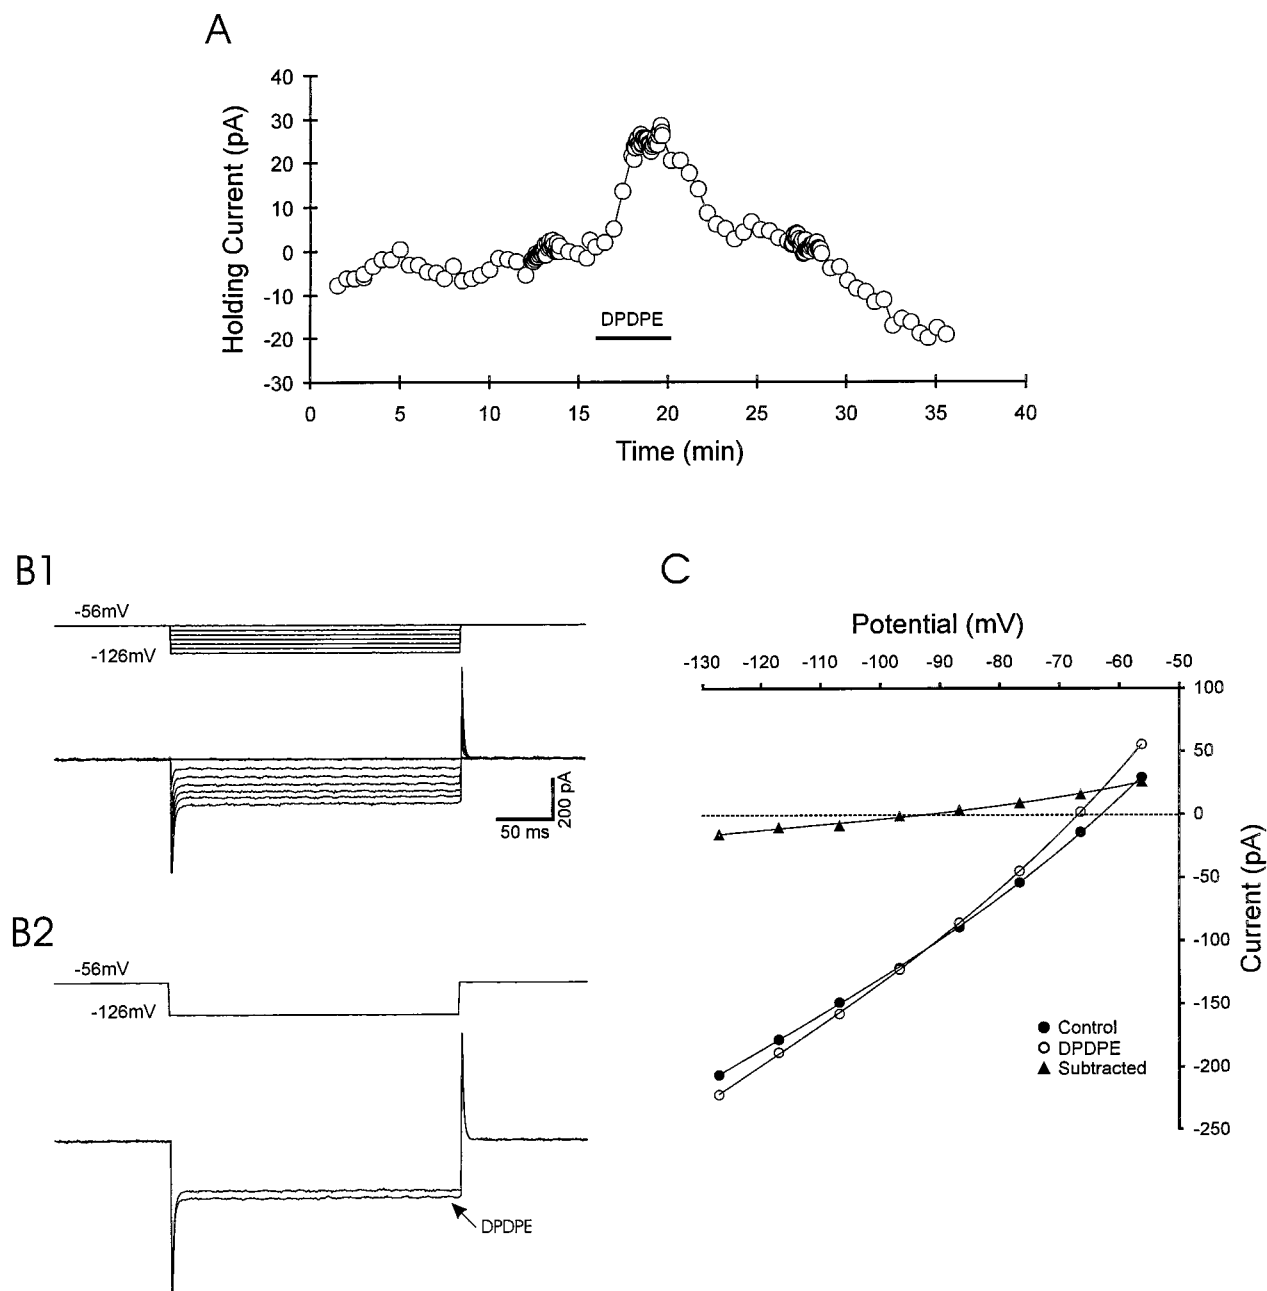 A
Holding Current (pA)
40
30
20
10
0
-10
-20
-30
DPDPE
0 5 10 15 20 25 30 35 40
Time (min)
B1
-56mV
-126mV
200 pA
50 ms
B2
-56mV
-126mV
DPDPE
C
Potential (mV)
-130 -120 -110 -100 -90 -80 -70 -60 -50
100
50
0
-50
-100
-150
-200
-250
Current (pA)
Control
DPDPE
Subtracted